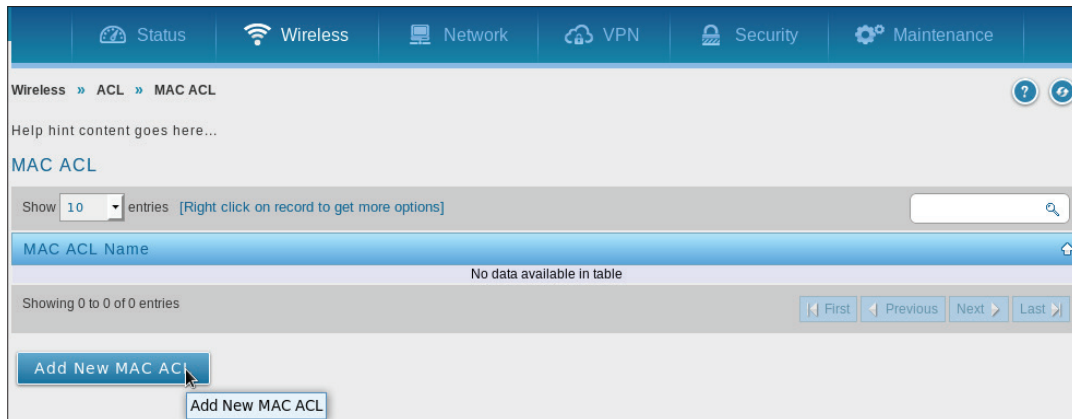 Status Wireless Network VPN Security Maintenance
Wireless » ACL » MAC ACL
Help hint content goes here...
MAC ACL
Show 10 entries [Right click on record to get more options]
MAC ACL Name
No data available in table
Showing 0 to 0 of 0 entries First Previous Next Last
Add New MAC ACL
Add New MAC ACL